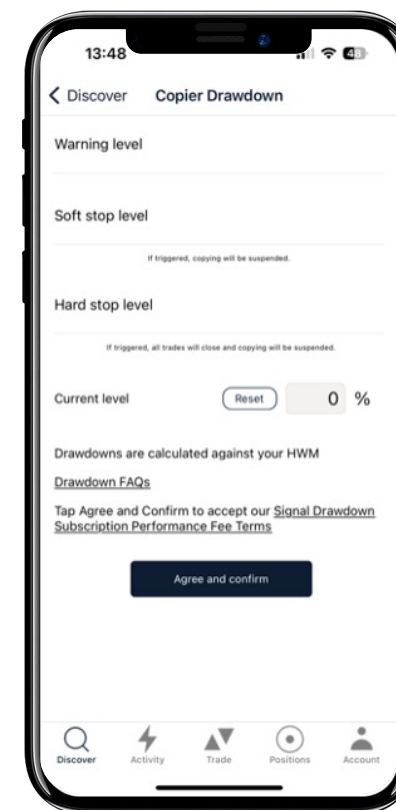 13:48
48
Discover
Copier Drawdown
Warning level
Soft stop level
If triggered, copying will be suspended.
Hard stop level
If triggered, all trades will close and copying will be suspended.
Current level
Reset
0 %
Drawdowns are calculated against your HWM
Drawdown FAQs
Tap Agree and Confirm to accept our Signal Drawdown
Subscription Performance Fee Terms
Agree and confirm
Discover
Activity
Trade
Positions
Account